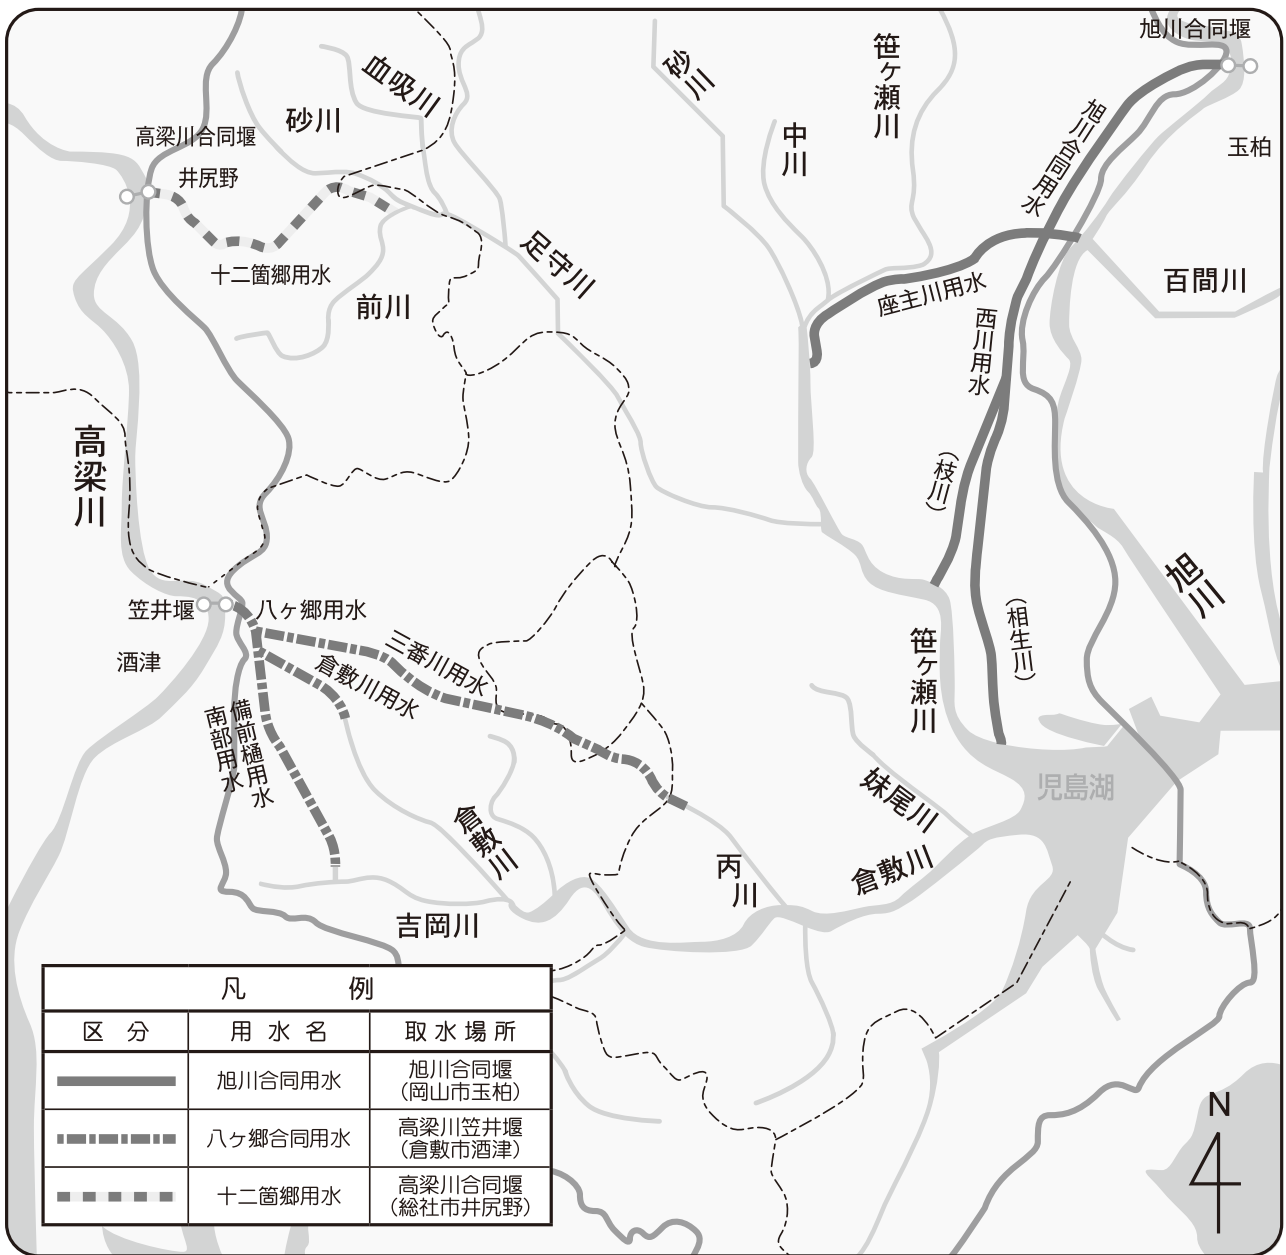 旭川合同堰
血吸川
砂川
笹ヶ瀬川
砂川
高梁川合同堰
中川
旭川合同用水
玉柏
井尻野
足守川
十二箇郷用水
前川
座主川用水
百間川
西川用水
高梁川
（枝川）
旭川
笠井堰
八ヶ郷用水
三番川用水
（相生川）
笹ヶ瀬川
酒津
倉敷川用水
備前樋用水
南部用水
児島湖
妹尾川
倉敷川
丙川
倉敷川
吉岡川
凡例
区分 用水名 取水場所
旭川合同用水 旭川合同堰
（岡山市玉柏）
八ヶ郷合同用水 高梁川笠井堰
（倉敷市酒津）
十二箇郷用水 高梁川合同堰
（総社市井尻野）
N